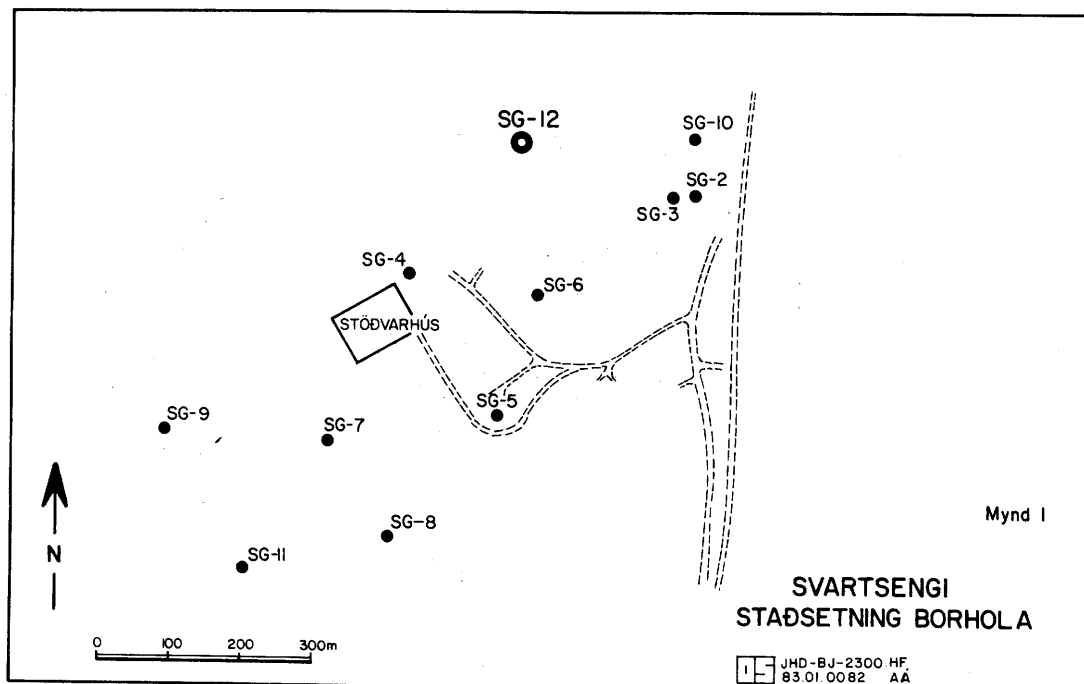 SG-12
SG-10
SG-2
SG-3
SG-4
SG-6
STÖÐVARHÚS
SG-5
SG-9
SG-7
SG-8
SG-11
N
Mynd 1
0 100 200 300m
SVARTSENGI
STAÐSETNING BORHOLA
JHD-BJ-2300 HF
83.01.0082 AÁ